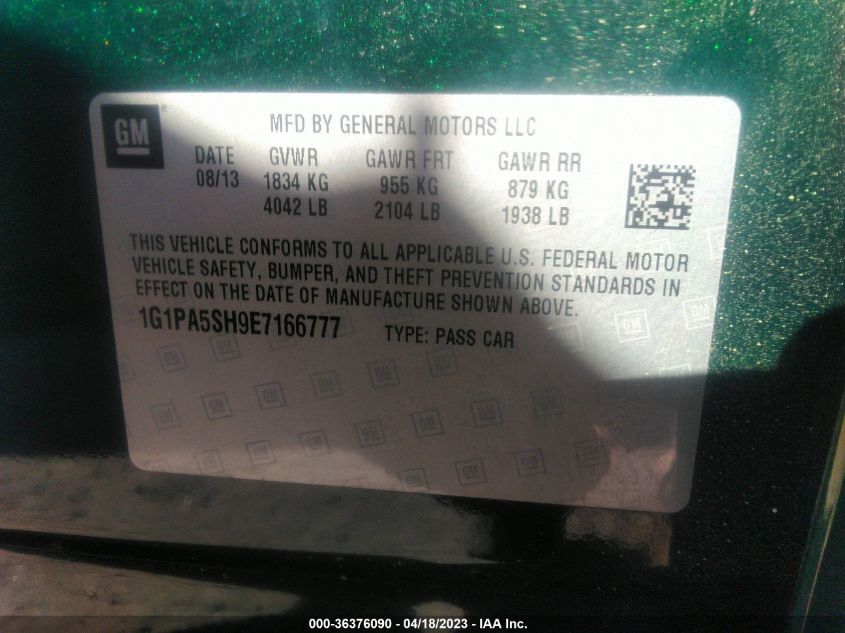 GM
MFD BY GENERAL MOTORS LLC
DATE GVWR GAWR FRT GAWR RR
08/13 1834 KG 955 KG 879 KG
4042 LB 2104 LB 1938 LB
THIS VEHICLE CONFORMS TO ALL APPLICABLE U.S. FEDERAL MOTOR
VEHICLE SAFETY, BUMPER, AND THEFT PREVENTION STANDARDS IN
EFFECT ON THE DATE OF MANUFACTURE SHOWN ABOVE.
1G1PA5SH9E7166777 TYPE: PASS CAR
000-36376090 - 04/18/2023 - IAA Inc.